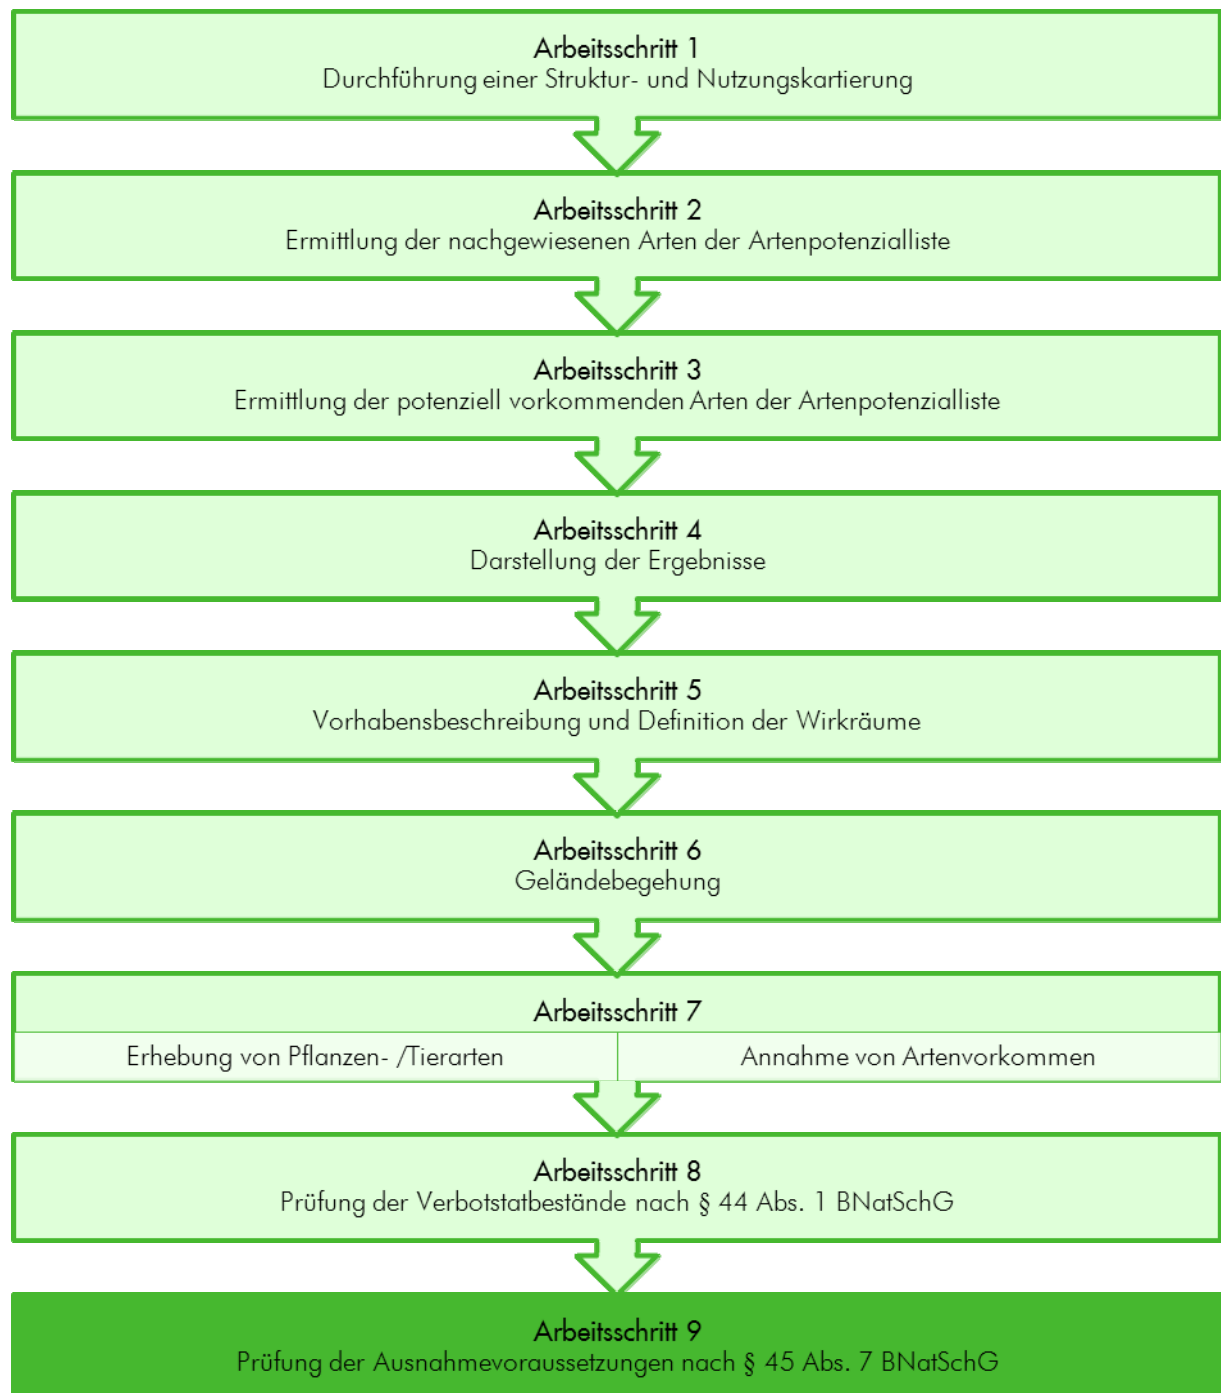 Arbeitsschritt 1
Durchführung einer Struktur- und Nutzungskartierung
Arbeitsschritt 2
Ermittlung der nachgewiesenen Arten der Artenpotenzialliste
Arbeitsschritt 3
Ermittlung der potenziell vorkommenden Arten der Artenpotenzialliste
Arbeitsschritt 4
Darstellung der Ergebnisse
Arbeitsschritt 5
Vorhabensbeschreibung und Definition der Wirkräume
Arbeitsschritt 6
Geländebegehung
Arbeitsschritt 7
Erhebung von Pflanzen- /Tierarten
Annahme von Artenvorkommen
Arbeitsschritt 8
Prüfung der Verbotstatbestände nach § 44 Abs. 1 BNatSchG
Arbeitsschritt 9
Prüfung der Ausnahmevoraussetzungen nach § 45 Abs. 7 BNatSchG